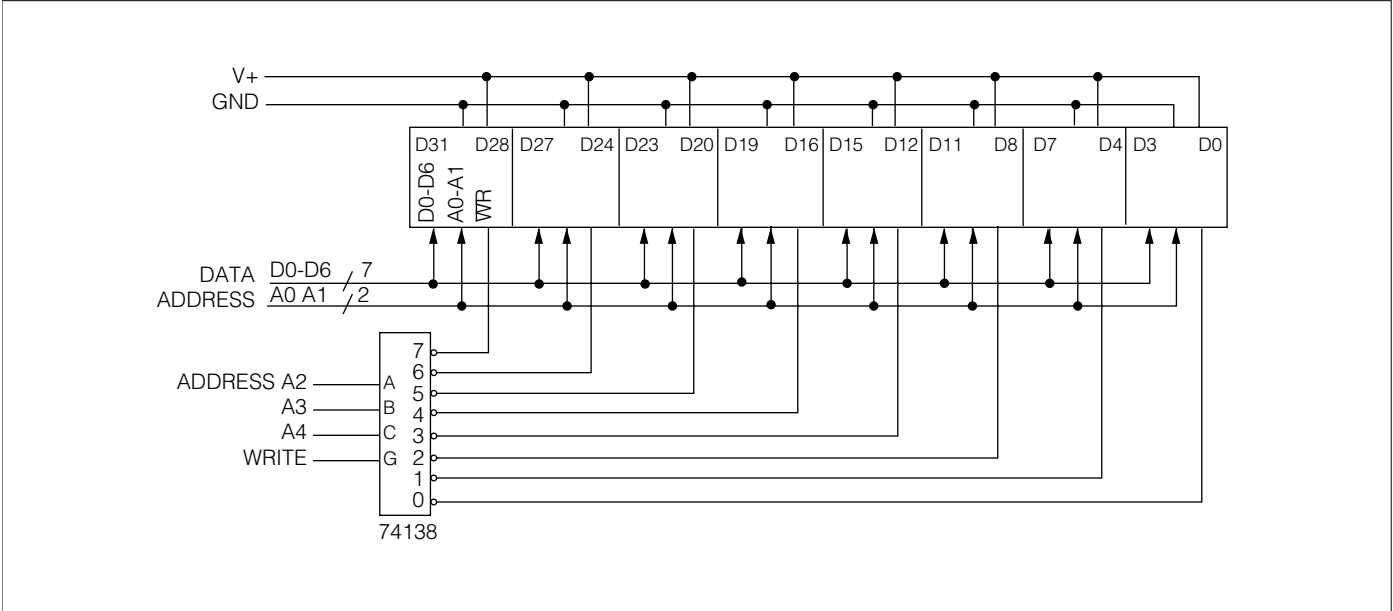 V+
GND
D31 D28 D27 D24 D23 D20 D19 D16 D15 D12 D11 D8 D7 D4 D3 D0
D0-D6
A0-A1
WR
DATA D0-D6 / 7
ADDRESS A0 A1 / 2
7
6
ADDRESS A2 A 5
A3 B 4
A4 C 3
WRITE G 2
1
0
74138